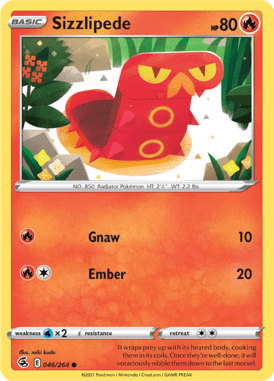 BASIC
Sizzlipede
HP 80
NO. 850 Radiator Pokémon HT: 2'4" WT: 2.2 lbs.
Gnaw 10
Ember 20
weakness ×2 resistance retreat
Illus. miki kudo
E 046/264 ●
It wraps prey up with its heated body, cooking
them in its coils. Once they're well-done, it will
voraciously nibble them down to the last morsel.
©2021 Pokémon / Nintendo / Creatures / GAME FREAK